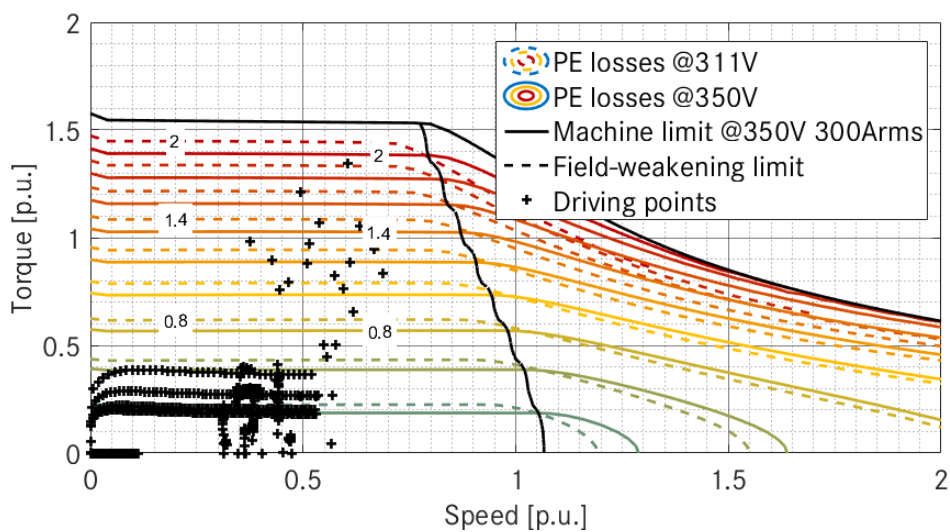 2
1.5
1
0.5
0
0
0.5
1
1.5
2
Torque [p.u.]
Speed [p.u.]
PE losses @311V
PE losses @350V
Machine limit @350V 300Arms
Field-weakening limit
Driving points
2
2
1.4
1.4
0.8
0.8